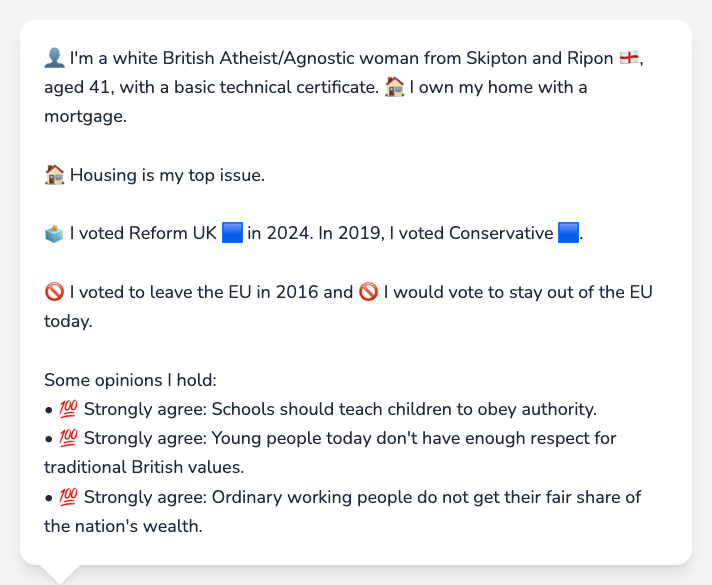 👤 I'm a white British Atheist/Agnostic woman from Skipton and Ripon 🏴󠁧󠁢󠁥󠁮󠁧󠁿,
aged 41, with a basic technical certificate. 🏠 I own my home with a
mortgage.
🏠 Housing is my top issue.
🗳️ I voted Reform UK 🟦 in 2024. In 2019, I voted Conservative 🟦.
🚫 I voted to leave the EU in 2016 and 🚫 I would vote to stay out of the EU
today.
Some opinions I hold:
• 💯 Strongly agree: Schools should teach children to obey authority.
• 💯 Strongly agree: Young people today don't have enough respect for
traditional British values.
• 💯 Strongly agree: Ordinary working people do not get their fair share of
the nation's wealth.